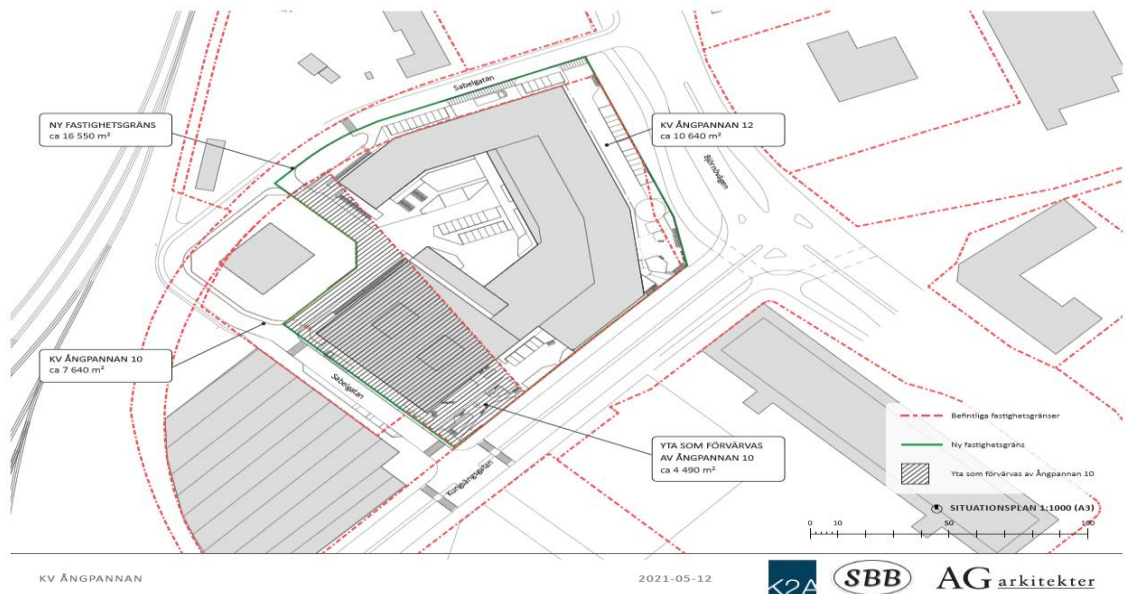 Sabelgatan
NY FASTIGHETSGRÄNS
ca 16 550 m²
KV ÅNGPANNAN 12
ca 10 640 m²
Björnövägen
KV ÅNGPANNAN 10
ca 7 640 m²
Sabelgatan
YTA SOM FÖRVÄRVAS
AV ÅNGPANNAN 10
ca 4 490 m²
Kungsängsgatan
Befintliga fastighetsgränser
Ny fastighetsgräns
Yta som förvärvas av Ångpannan 10
SITUATIONSPLAN 1:1000 (A3)
0 10 50 100
KV ÅNGPANNAN
2021-05-12
K2A
SBB
AG arkitekter